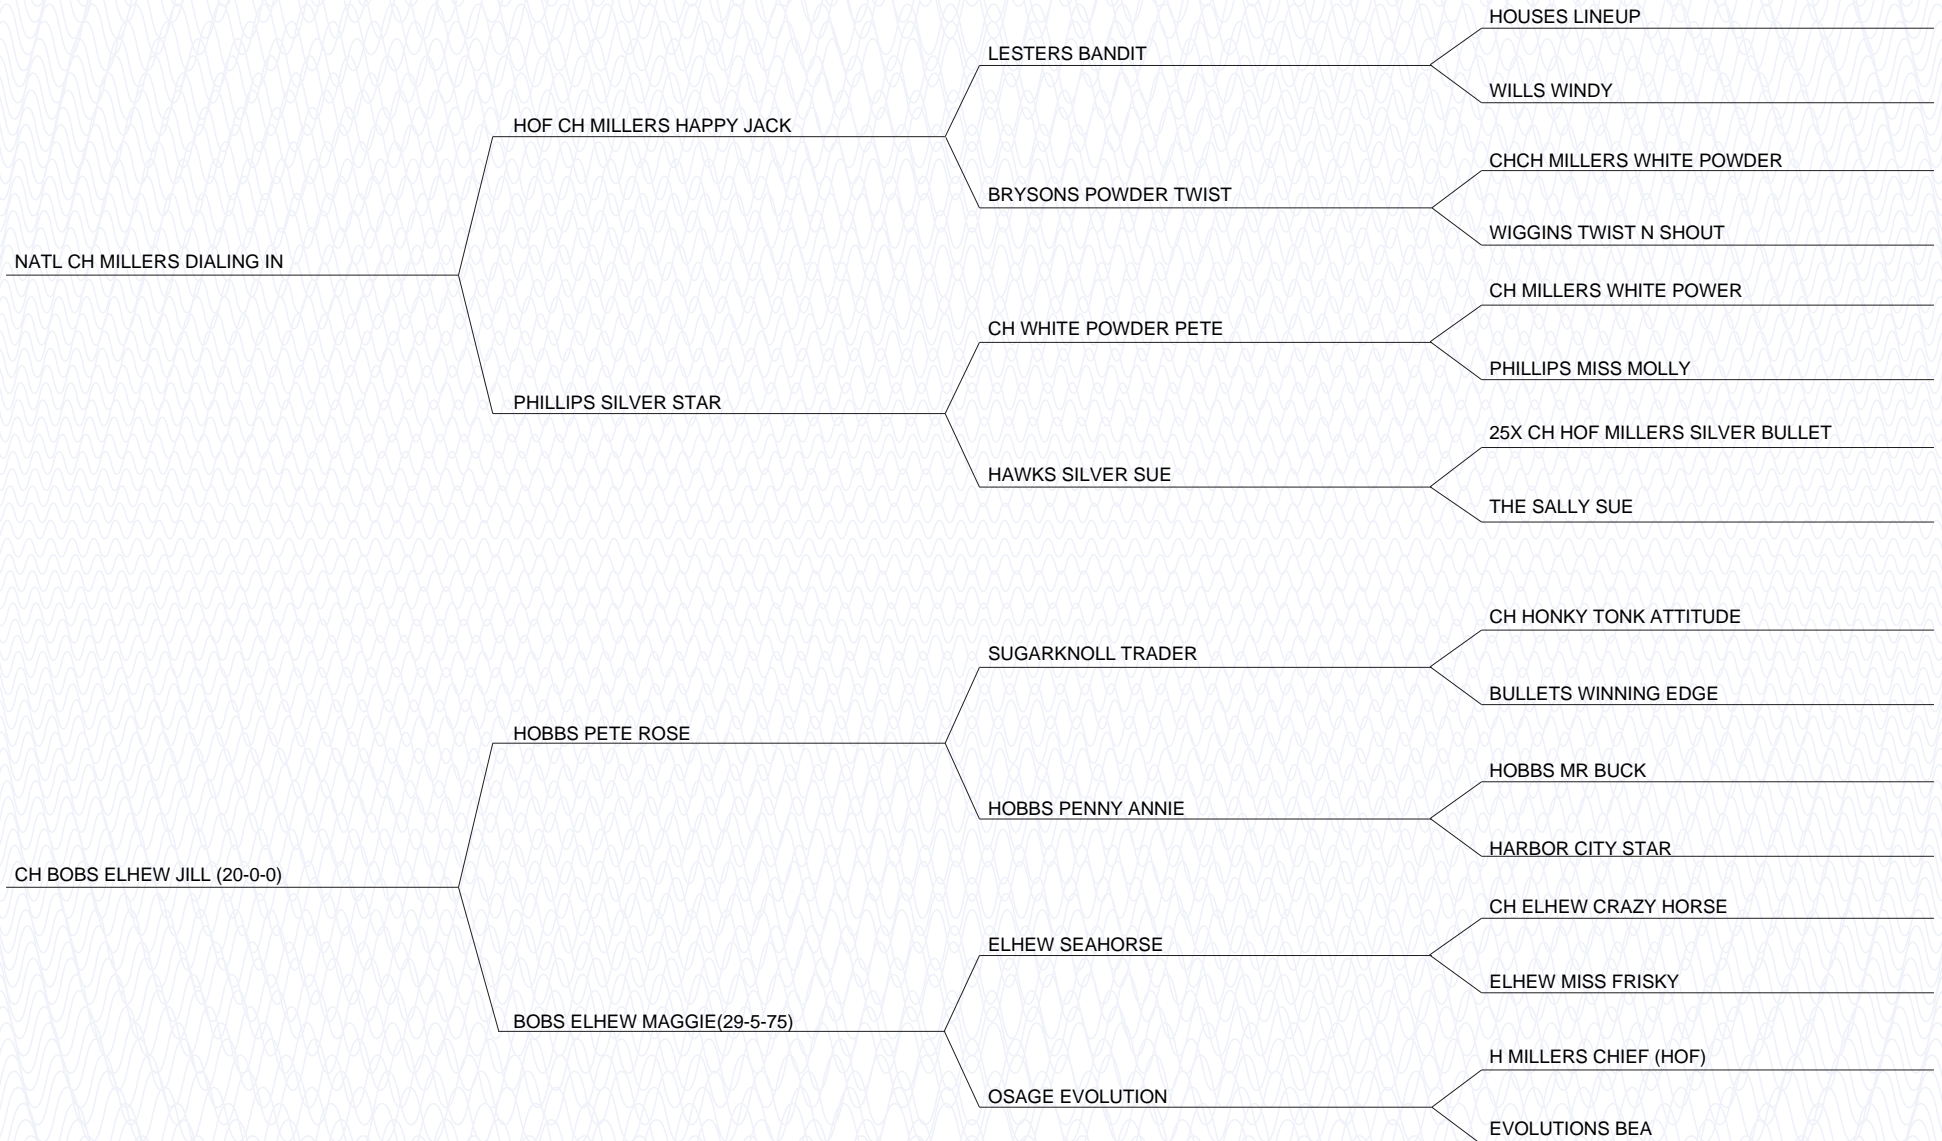 HOUSES LINEUP
LESTERS BANDIT
WILLS WINDY
HOF CH MILLERS HAPPY JACK
CHCH MILLERS WHITE POWDER
BRYSONS POWDER TWIST
WIGGINS TWIST N SHOUT
NATL CH MILLERS DIALING IN
CH MILLERS WHITE POWER
CH WHITE POWDER PETE
PHILLIPS MISS MOLLY
PHILLIPS SILVER STAR
25X CH HOF MILLERS SILVER BULLET
HAWKS SILVER SUE
THE SALLY SUE
CH HONKY TONK ATTITUDE
SUGARKNOLL TRADER
BULLETS WINNING EDGE
HOBBS PETE ROSE
HOBBS MR BUCK
HOBBS PENNY ANNIE
HARBOR CITY STAR
CH BOBS ELHEW JILL (20-0-0)
CH ELHEW CRAZY HORSE
ELHEW SEAHORSE
ELHEW MISS FRISKY
BOBS ELHEW MAGGIE(29-5-75)
H MILLERS CHIEF (HOF)
OSAGE EVOLUTION
EVOLUTIONS BEA